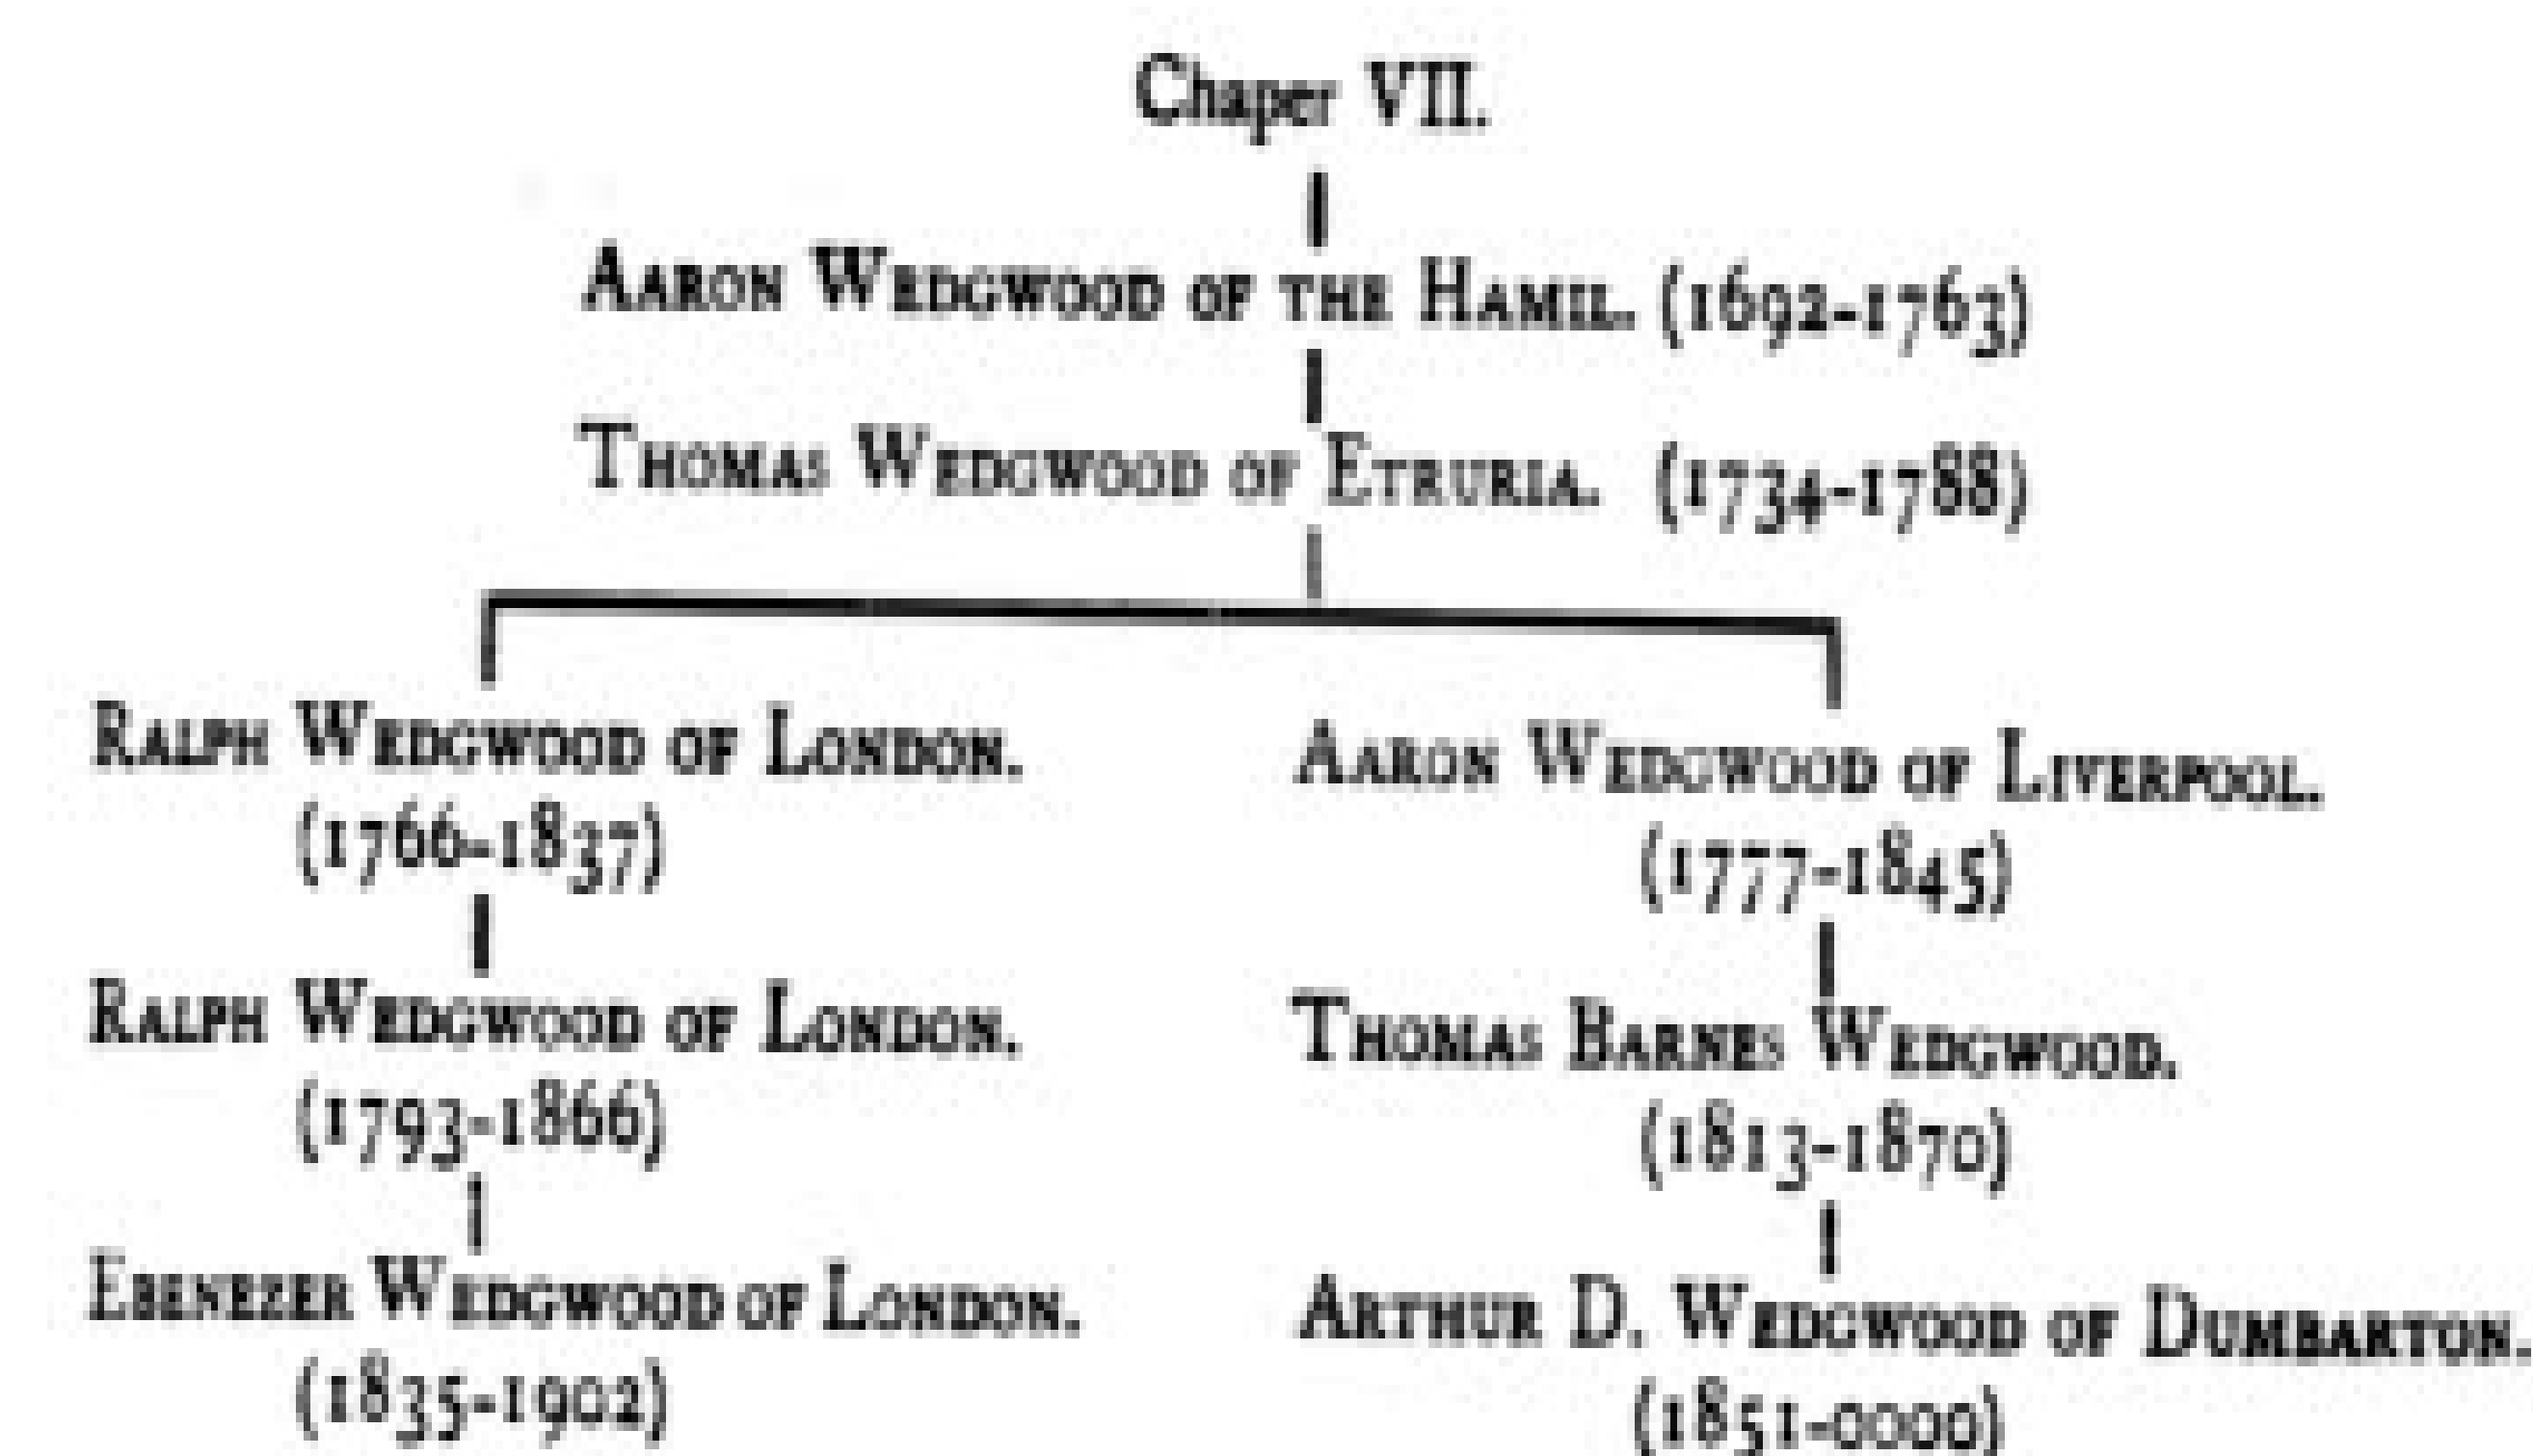 Chaper VII.
AARON WEDGWOOD OF THE HAMIL. (1692-1763)
THOMAS WEDGWOOD OF ETRURIA. (1734-1788)
RALPH WEDGWOOD OF LONDON.
(1766-1837)
AARON WEDGWOOD OF LIVERPOOL.
(1777-1845)
RALPH WEDGWOOD OF LONDON.
(1793-1866)
THOMAS BARNES WEDGWOOD.
(1813-1870)
EBENEZER WEDGWOOD OF LONDON.
(1835-1902)
ARTHUR D. WEDGWOOD OF DUMBARTON.
(1851-0000)